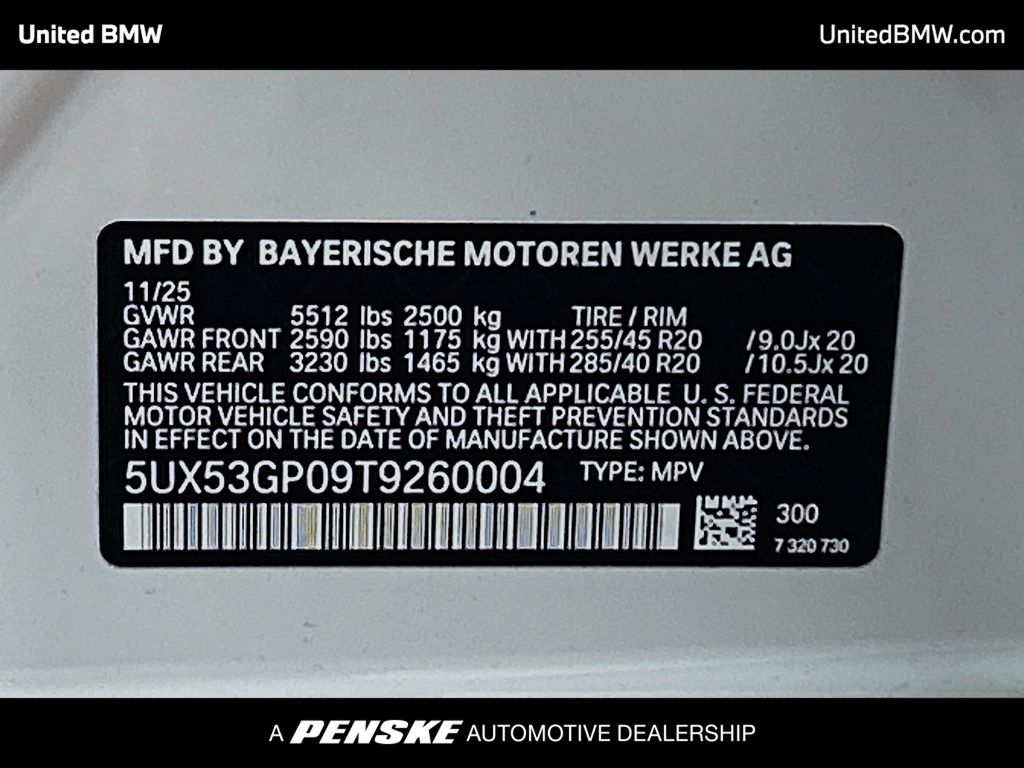 United BMW
UnitedBMW.com
MFD BY BAYERISCHE MOTOREN WERKE AG
11/25
GVWR 5512 lbs 2500 kg TIRE / RIM
GAWR FRONT 2590 lbs 1175 kg WITH 255/45 R20 /9.0Jx 20
GAWR REAR 3230 lbs 1465 kg WITH 285/40 R20 /10.5Jx 20
THIS VEHICLE CONFORMS TO ALL APPLICABLE U. S. FEDERAL
MOTOR VEHICLE SAFETY AND THEFT PREVENTION STANDARDS
IN EFFECT ON THE DATE OF MANUFACTURE SHOWN ABOVE.
5UX53GP09T9260004 TYPE: MPV
300
7 320 730
A PENSKE AUTOMOTIVE DEALERSHIP